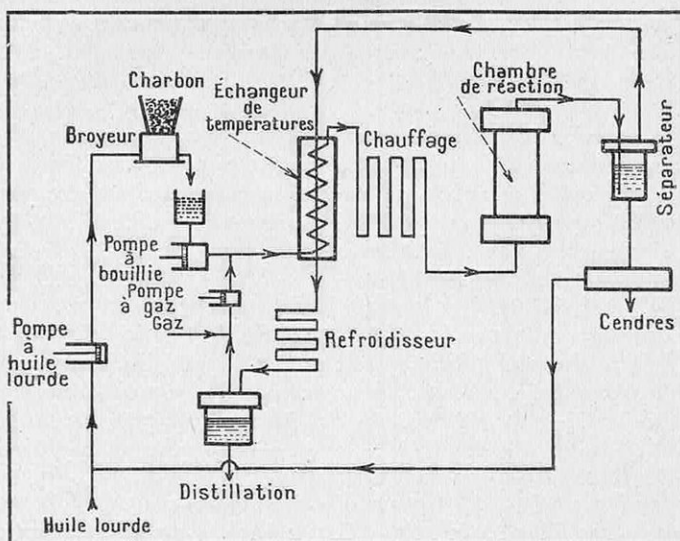 Charbon
Broyeur
Échangeur
de
températures
Chauffage
Chambre
de réaction
Séparateur
Pompe
à
bouillie
Pompe
à gaz
Gaz
Pompe
à
huile
lourde
Refroidisseur
Cendres
Distillation
Huile lourde